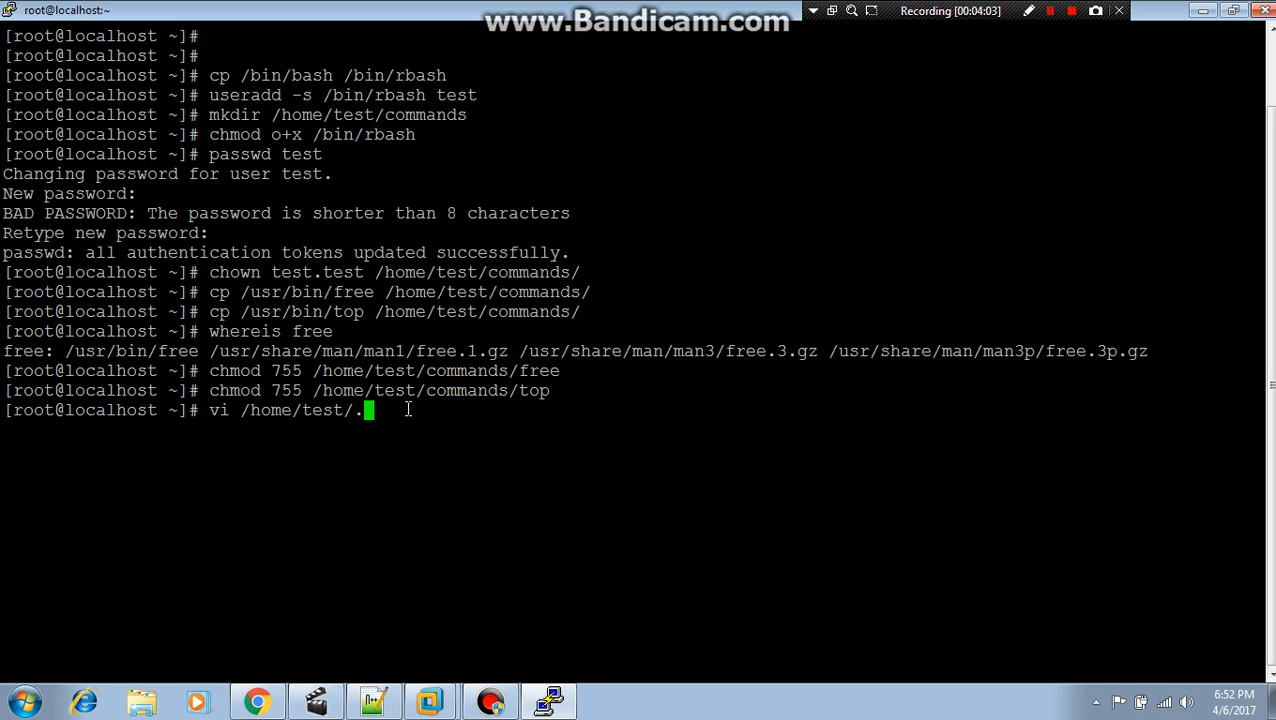 root@localhost:~
www.Bandicam.com
Recording [00:04:03]
[root@localhost ~]#
[root@localhost ~]#
[root@localhost ~]# cp /bin/bash /bin/rbash
[root@localhost ~]# useradd -s /bin/rbash test
[root@localhost ~]# mkdir /home/test/commands
[root@localhost ~]# chmod o+x /bin/rbash
[root@localhost ~]# passwd test
Changing password for user test.
New password:
BAD PASSWORD: The password is shorter than 8 characters
Retype new password:
passwd: all authentication tokens updated successfully.
[root@localhost ~]# chown test.test /home/test/commands/
[root@localhost ~]# cp /usr/bin/free /home/test/commands/
[root@localhost ~]# cp /usr/bin/top /home/test/commands/
[root@localhost ~]# whereis free
free: /usr/bin/free /usr/share/man/man1/free.1.gz /usr/share/man/man3/free.3.gz /usr/share/man/man3p/free.3p.gz
[root@localhost ~]# chmod 755 /home/test/commands/free
[root@localhost ~]# chmod 755 /home/test/commands/top
[root@localhost ~]# vi /home/test/.
6:52 PM
4/6/2017